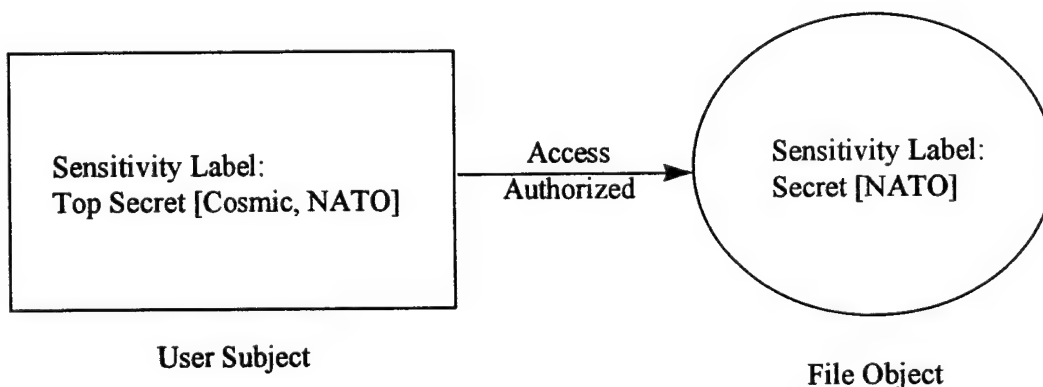 Sensitivity Label:
Top Secret [Cosmic, NATO]
Access
Authorized
Sensitivity Label:
Secret [NATO]
User Subject
File Object